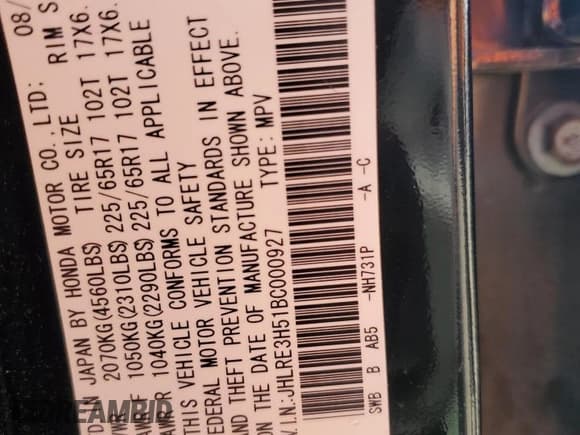 DIN JAPAN BY HONDA MOTOR CO.,LTD: 08/
TIRE SIZE RIM S
2070KG(4560LBS) 225/65R17 102T 17X6.
F 1050KG(2310LBS) 225/65R17 102T 17X6.
1040KG(2290LBS)
THIS VEHICLE CONFORMS TO ALL APPLICABLE
FEDERAL MOTOR VEHICLE SAFETY
AND THEFT PREVENTION STANDARDS IN EFFECT
ON THE DATE OF MANUFACTURE SHOWN ABOVE.
V.I.N.:JHLRE3H51BC000927 TYPE: MPV
SWB B AB5 -NH731P -A -C
DREAMBID